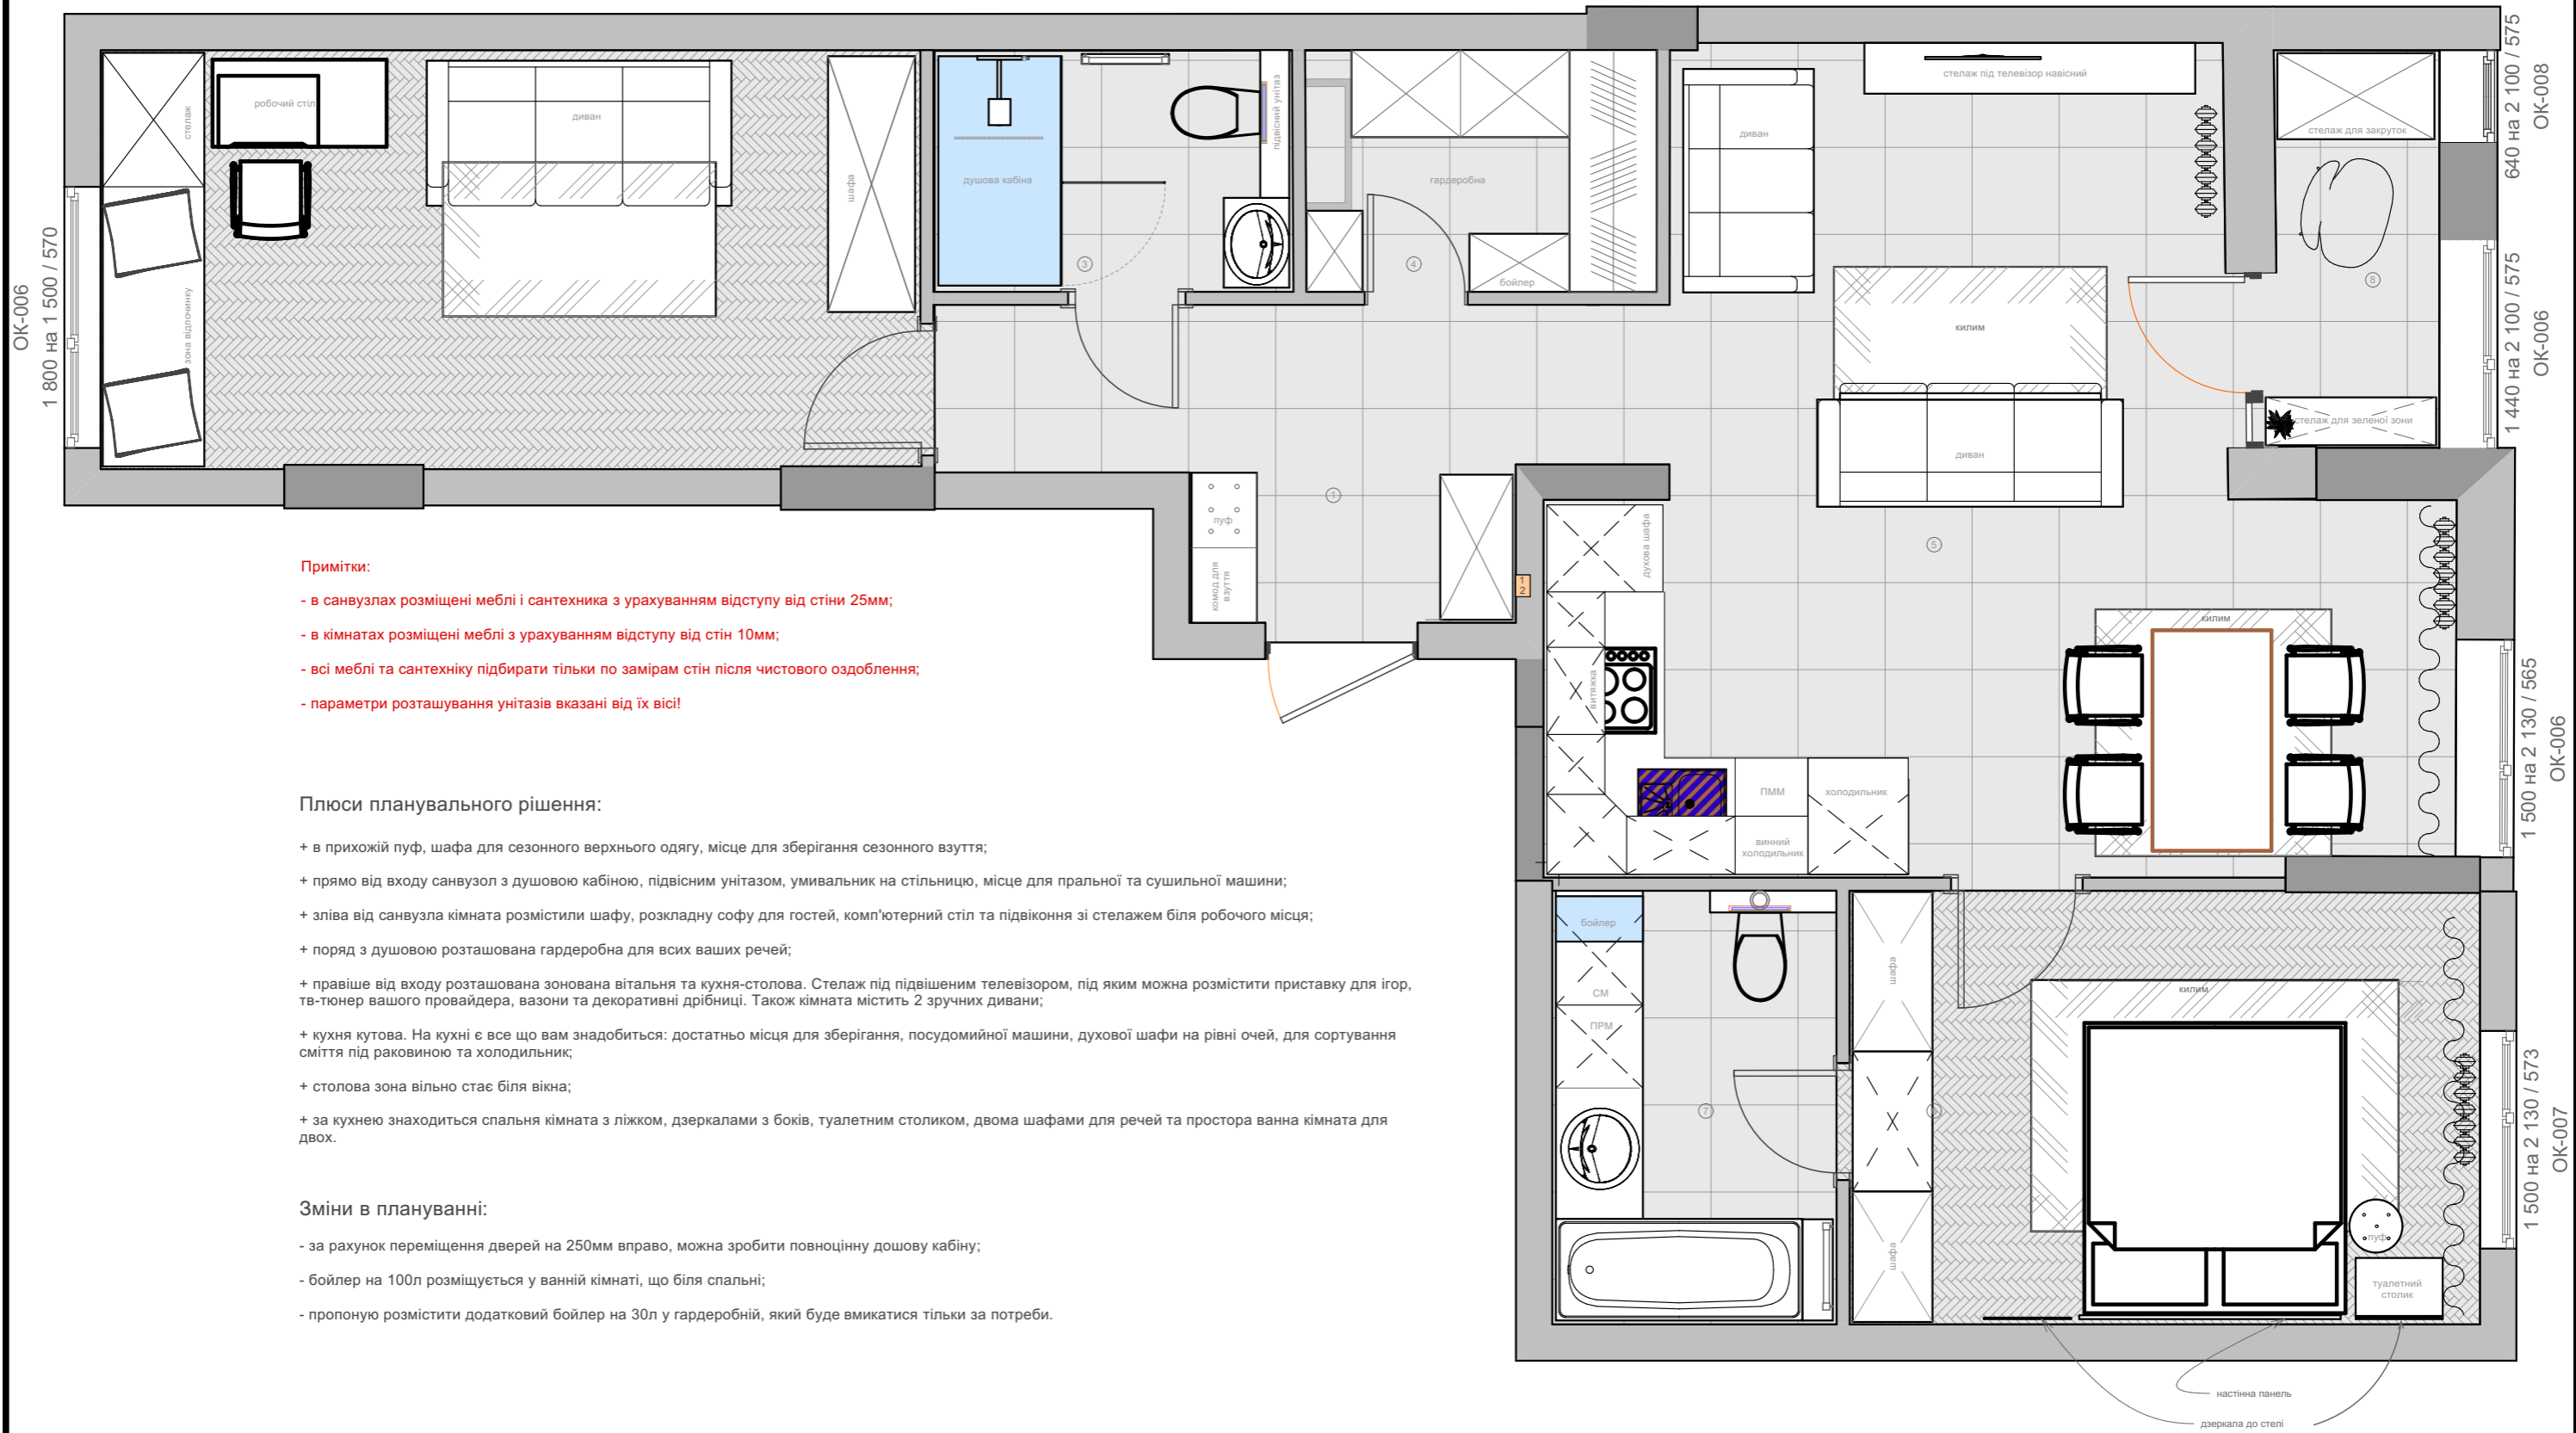 стелаж
робочий стіл
диван
шафа
зона відпочинку
душова кабіна
підвісний унітаз
3
гардеробна
4
бойлер
диван
стелаж під телевізор навісний
стелаж для закруток
8
килим
диван
стелаж для зеленої зони
ОК-006
1 800 на 1 500 / 570
640 на 2 100 / 575
ОК-008
1 440 на 2 100 / 575
ОК-006
1 500 на 2 130 / 565
ОК-006
1 500 на 2 130 / 573
ОК-007
пуф
комод для
взуття
1
1
2
духова шафа
5
витяжка
килим
ПММ
холодильник
винний
холодильник
бойлер
СМ
ПРМ
7
шафа
шафа
килим
пуф
туалетний
столик
настінна панель
дзеркала до стелі
Примітки:
- в санвузлах розміщені меблі і сантехника з урахуванням відступу від стіни 25мм;
- в кімнатах розміщені меблі з урахуванням відступу від стін 10мм;
- всі меблі та сантехніку підбирати тільки по замірам стін після чистового оздоблення;
- параметри розташування унітазів вказані від їх вісі!
Плюси планувального рішення:
+ в прихожій пуф, шафа для сезонного верхнього одягу, місце для зберігання сезонного взуття;
+ прямо від входу санвузол з душовою кабіною, підвісним унітазом, умивальник на стільницю, місце для пральної та сушильної машини;
+ зліва від санвузла кімната розмістили шафу, розкладну софу для гостей, комп'ютерний стіл та підвіконня зі стелажем біля робочого місця;
+ поряд з душовою розташована гардеробна для всих ваших речей;
+ правіше від входу розташована зонована вітальня та кухня-столова. Стелаж під підвішеним телевізором, під яким можна розмістити приставку для ігор,
тв-тюнер вашого провайдера, вазони та декоративні дрібниці. Також кімната містить 2 зручних дивани;
+ кухня кутова. На кухні є все що вам знадобиться: достатньо місця для зберігання, посудомийної машини, духової шафи на рівні очей, для сортування
сміття під раковиною та холодильник;
+ столова зона вільно стає біля вікна;
+ за кухнею знаходиться спальня кімната з ліжком, дзеркалами з боків, туалетним столиком, двома шафами для речей та простора ванна кімната для
двох.
Зміни в плануванні:
- за рахунок переміщення дверей на 250мм вправо, можна зробити повноцінну дошову кабіну;
- бойлер на 100л розміщується у ванній кімнаті, що біля спальні;
- пропоную розмістити додатковий бойлер на 30л у гардеробній, який буде вмикатися тільки за потреби.